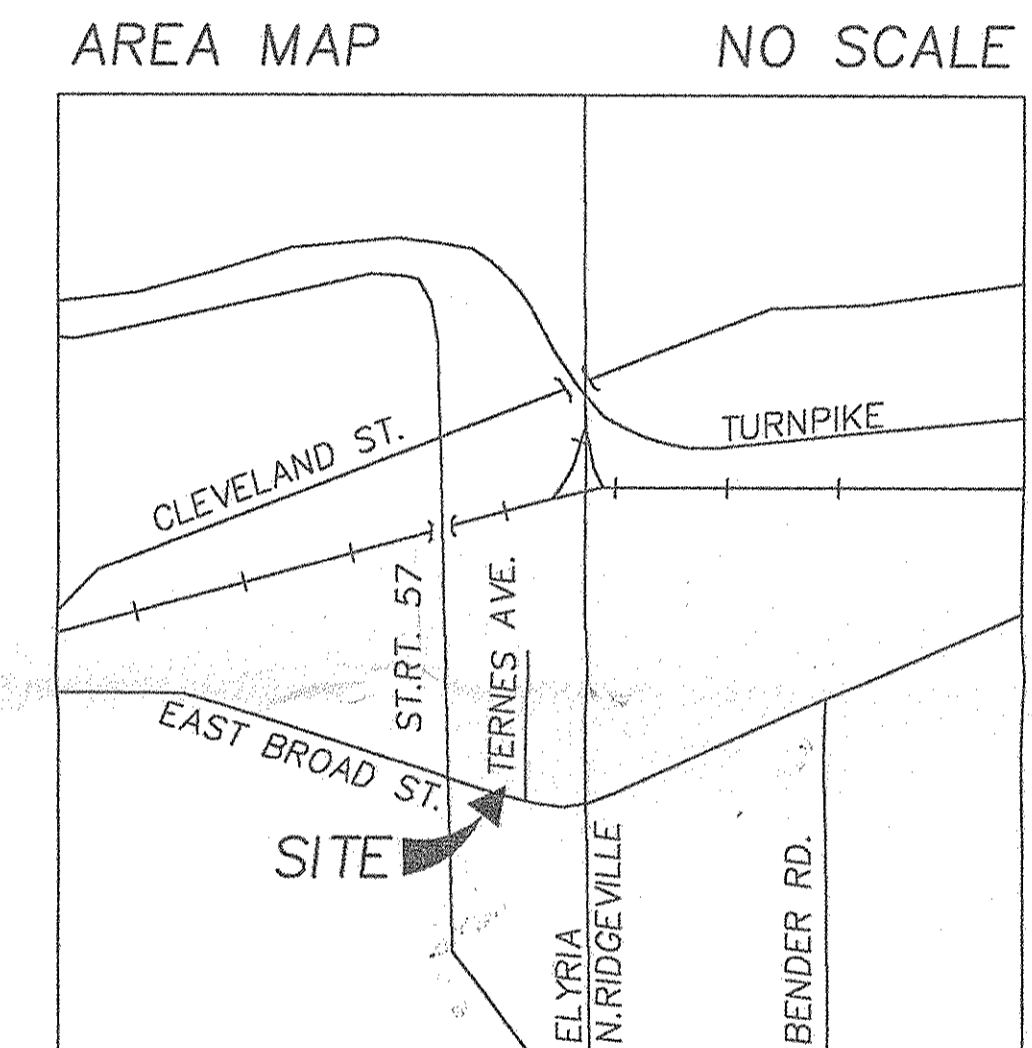 AREA MAP
NO SCALE
TURNPIKE
CLEVELAND ST.
ST.RT. 57
TERNES AVE.
EAST BROAD ST.
SITE
ELYRIA
N.RIDGEVILLE
BENDER RD.